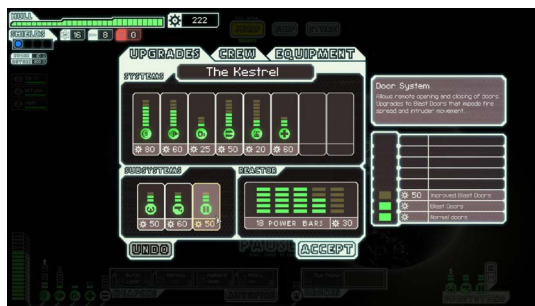 HULL
222
SHIELDS
16
8
0
UPGRADES CREW EQUIPMENT
SYSTEMS
The Kestrel
80 60 25 50 20 60
SUBSYSTEMS
50 60 50
REACTOR
18 POWER BARS 30
UNDO
ACCEPT
Door System
Allows remote opening and closing of doors.
Upgrades to Blast Doors that impede fire
spread and intruder movement...
50 Improved Blast Doors
Blast Doors
Normal doors